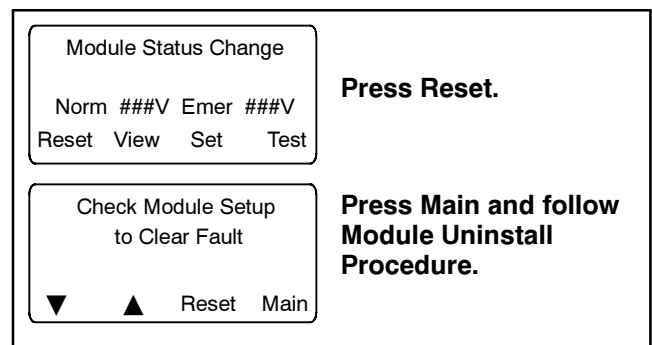 Module Status Change
Norm ###V Emer ###V
Reset View Set Test
Press Reset.
Check Module Setup
to Clear Fault
▼ ▲ Reset Main
Press Main and follow
Module Uninstall
Procedure.